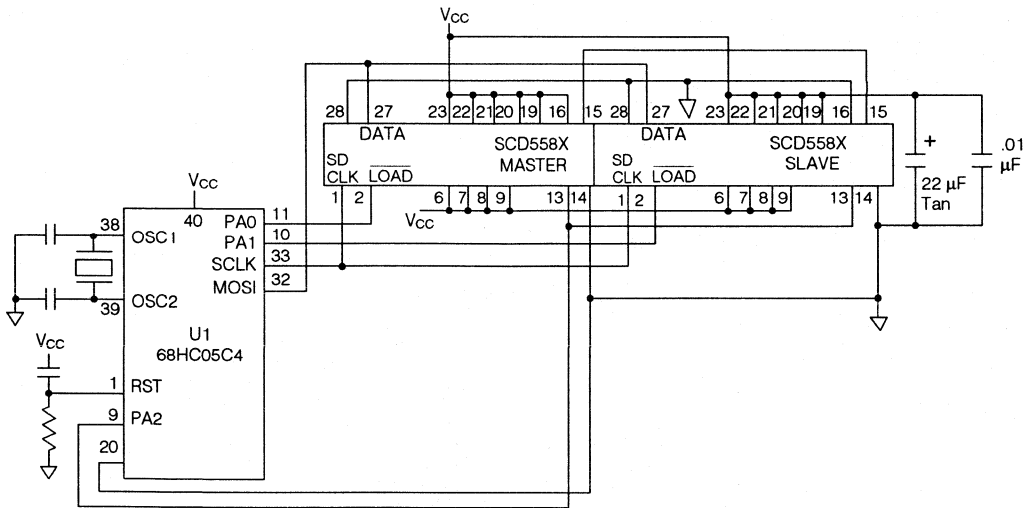 VCC
28 27 23 22 21 20 19 16 15 28 27 23 22 21 20 19 16 15
DATA DATA
SCD558X
MASTER
SCD558X
SLAVE
SD
CLK LOAD
SD
CLK LOAD
+
22 µF
Tan
.01
µF
1 2 6 7 8 9 13 14 1 2 6 7 8 9 13 14
VCC
VCC
40
38 OSC1
PA0 11
PA1 10
SCLK 33
MOSI 32
39 OSC2
U1
68HC05C4
VCC
1 RST
9 PA2
20